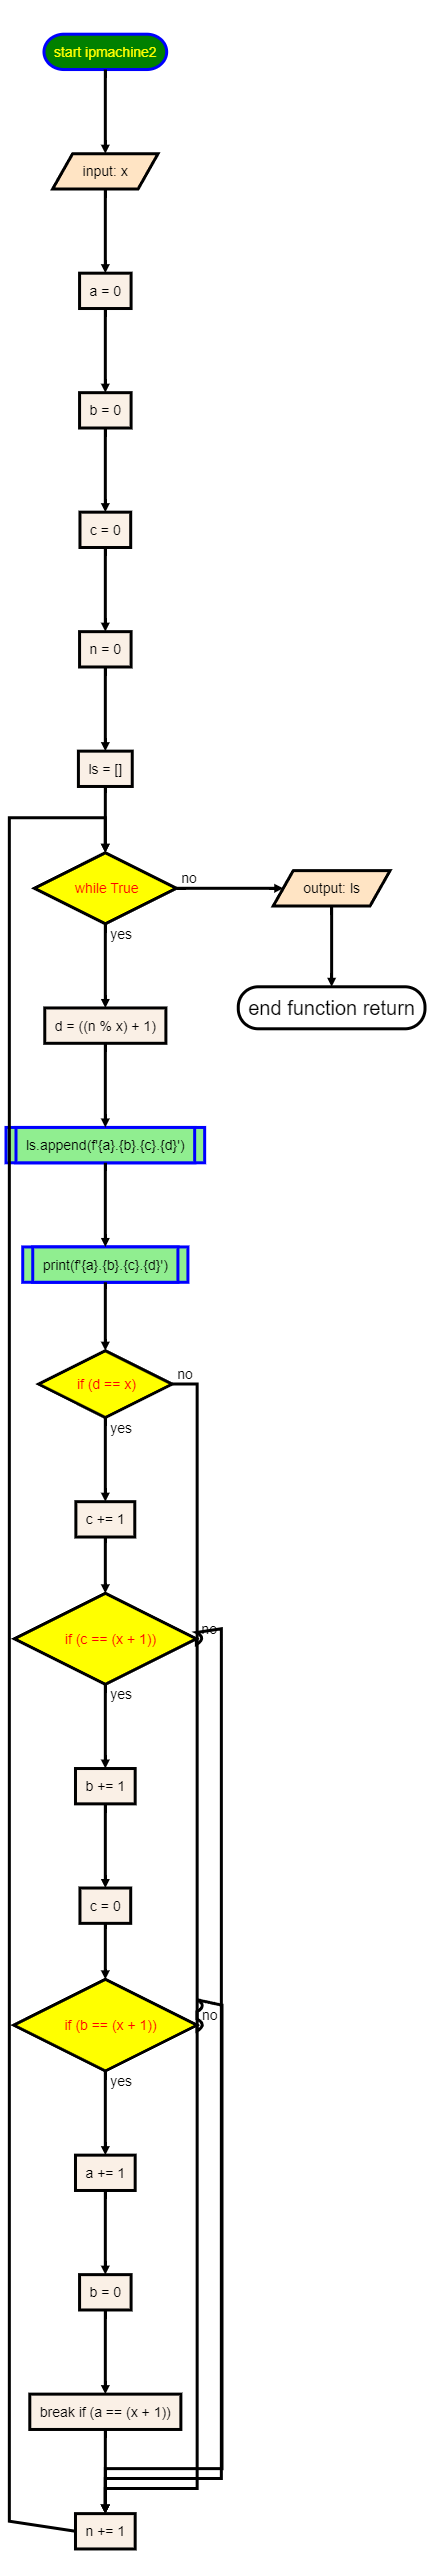 start ipmachine2
input: x
a = 0
b = 0
c = 0
n = 0
ls = []
while True
no
output: ls
yes
end function return
d = ((n % x) + 1)
ls.append(f'{a}.{b}.{c}.{d}')
print(f'{a}.{b}.{c}.{d}')
no
if (d == x)
yes
c += 1
no
if (c == (x + 1))
yes
b += 1
c = 0
no
if (b == (x + 1))
yes
a += 1
b = 0
break if (a == (x + 1))
n += 1